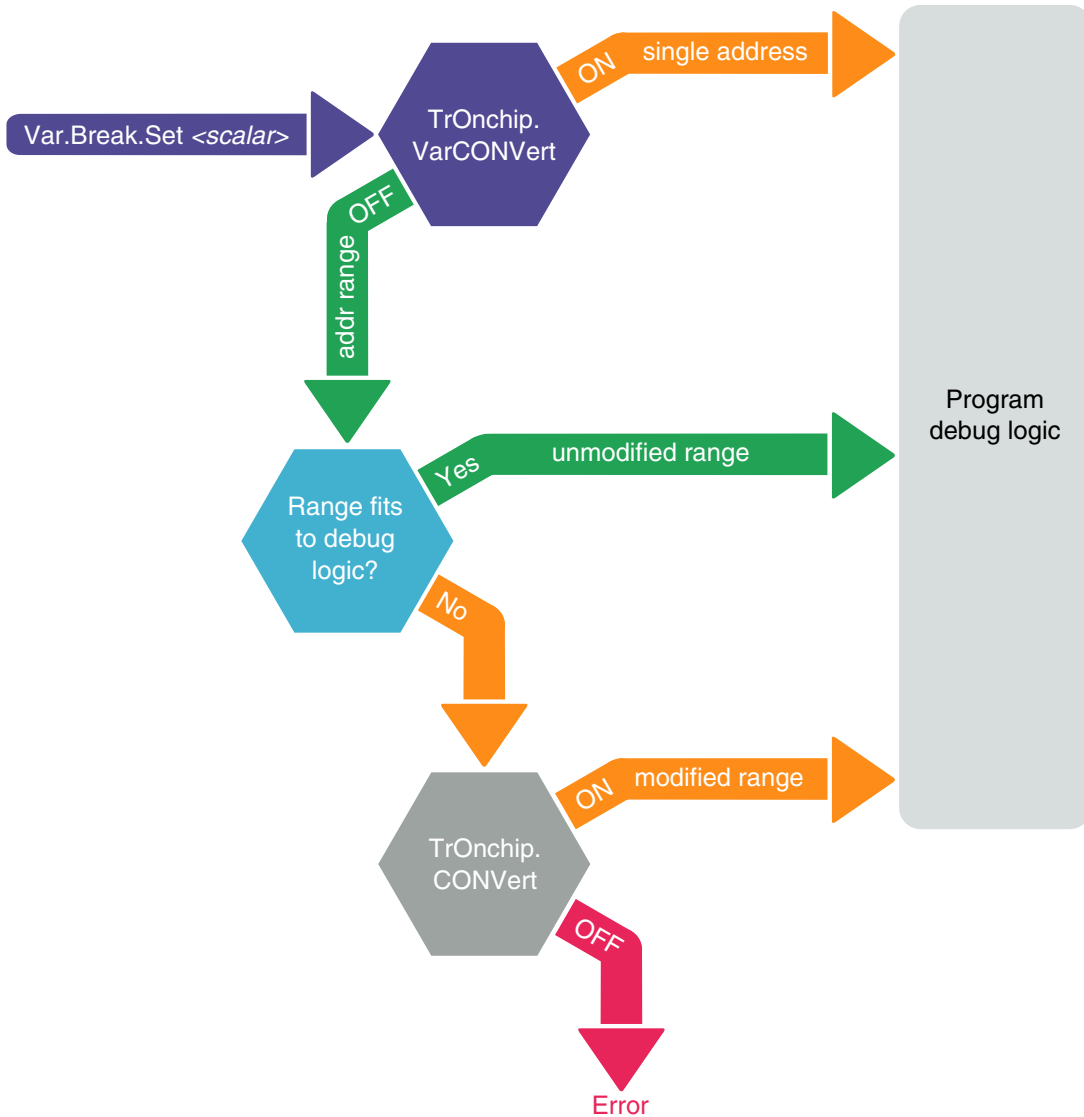 single address
ON
Var.Break.Set <scalar>
TrOnchip.
VarCONVert
OFF
addr range
Program
debug logic
unmodified range
Yes
Range fits
to debug
logic?
No
modified range
ON
TrOnchip.
CONVert
OFF
Error